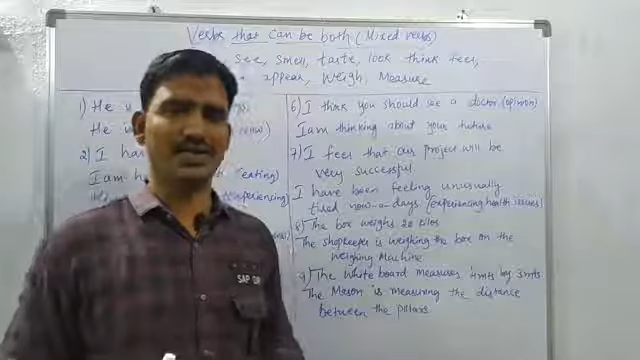 Verbs that can be both (Mixed verbs)
see, smell, taste, look think feel,
appear, Weigh, Measure
1) He
He
2) I ha
I am ha
eating)
experiencing)
6) I think you should see a doctor (opinion)
I am thinking about your future
7) I feel that our project will be
very successful
I have been feeling unusually
tired now-a-days (experiencing health issues)
8) The box weighs 20 kilos
The shopkeeper is weighing the box on the
weighing Machine
9) The White board measures 4mts by 3mts.
The Mason is measuring the distance
between the pillars